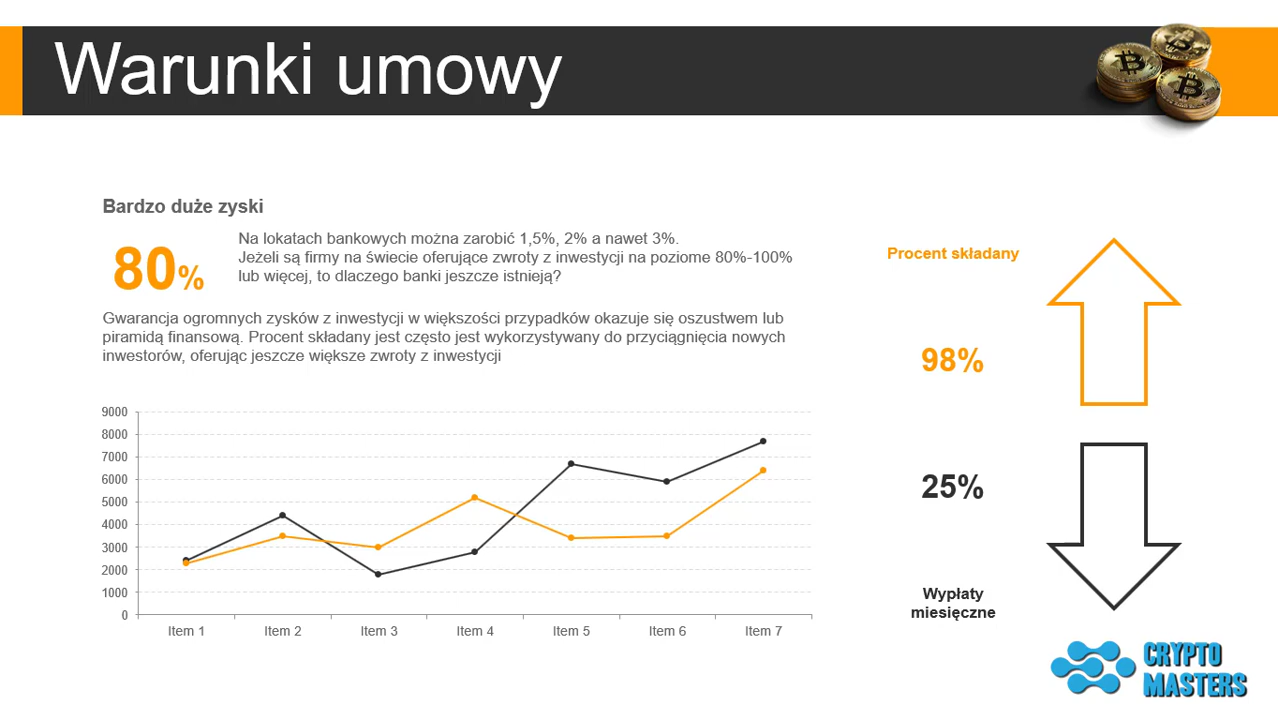 Warunki umowy
Bardzo duże zyski
80%
Na lokatach bankowych można zarobić 1,5%, 2% a nawet 3%.
Jeżeli są firmy na świecie oferujące zwroty z inwestycji na poziome 80%-100%
lub więcej, to dlaczego banki jeszcze istnieją?
Gwarancja ogromnych zysków z inwestycji w większości przypadków okazuje się oszustwem lub
piramidą finansową. Procent składany jest często jest wykorzystywany do przyciągnięcia nowych
inwestorów, oferując jeszcze większe zwroty z inwestycji
9000
8000
7000
6000
5000
4000
3000
2000
1000
0
Item 1 Item 2 Item 3 Item 4 Item 5 Item 6 Item 7
Procent składany
98%
25%
Wypłaty
miesięczne
CRYPTO
MASTERS